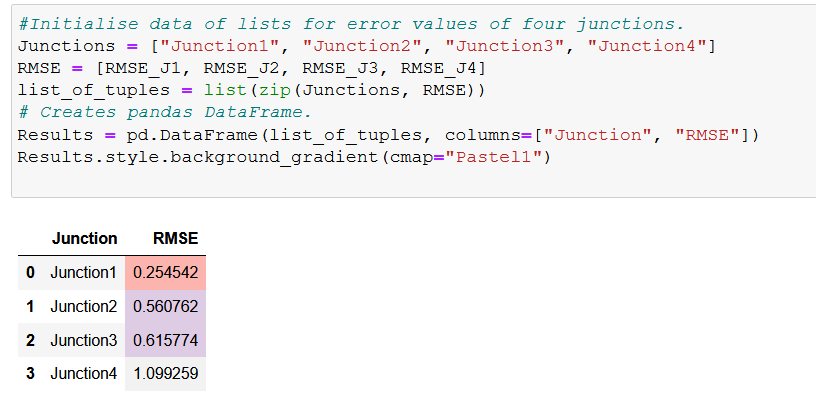 #Initialise data of lists for error values of four junctions.
Junctions = ["Junction1", "Junction2", "Junction3", "Junction4"]
RMSE = [RMSE_J1, RMSE_J2, RMSE_J3, RMSE_J4]
list_of_tuples = list(zip(Junctions, RMSE))
# Creates pandas DataFrame.
Results = pd.DataFrame(list_of_tuples, columns=["Junction", "RMSE"])
Results.style.background_gradient(cmap="Pastel1")
Junction RMSE
0 Junction1 0.254542
1 Junction2 0.560762
2 Junction3 0.615774
3 Junction4 1.099259